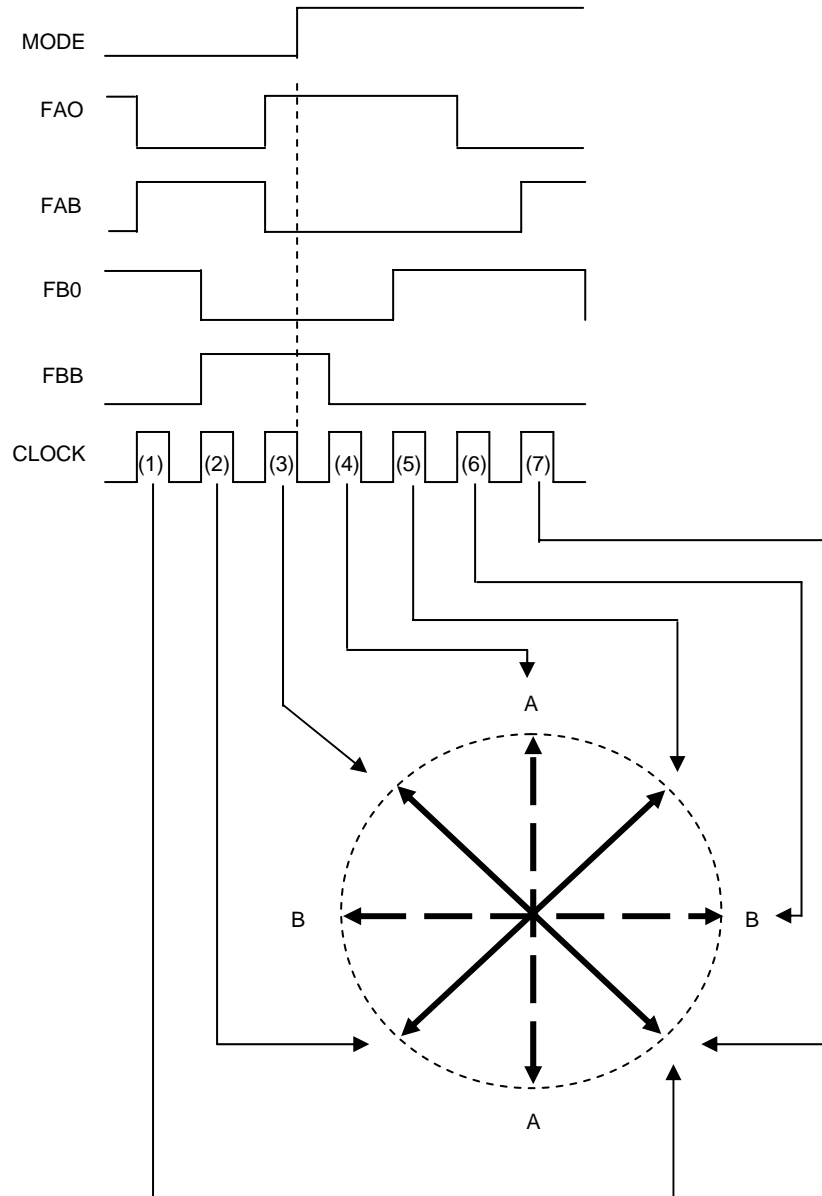 MODE
FAO
FAB
FB0
FBB
CLOCK
(1) (2) (3) (4) (5) (6) (7)
A
B B
A